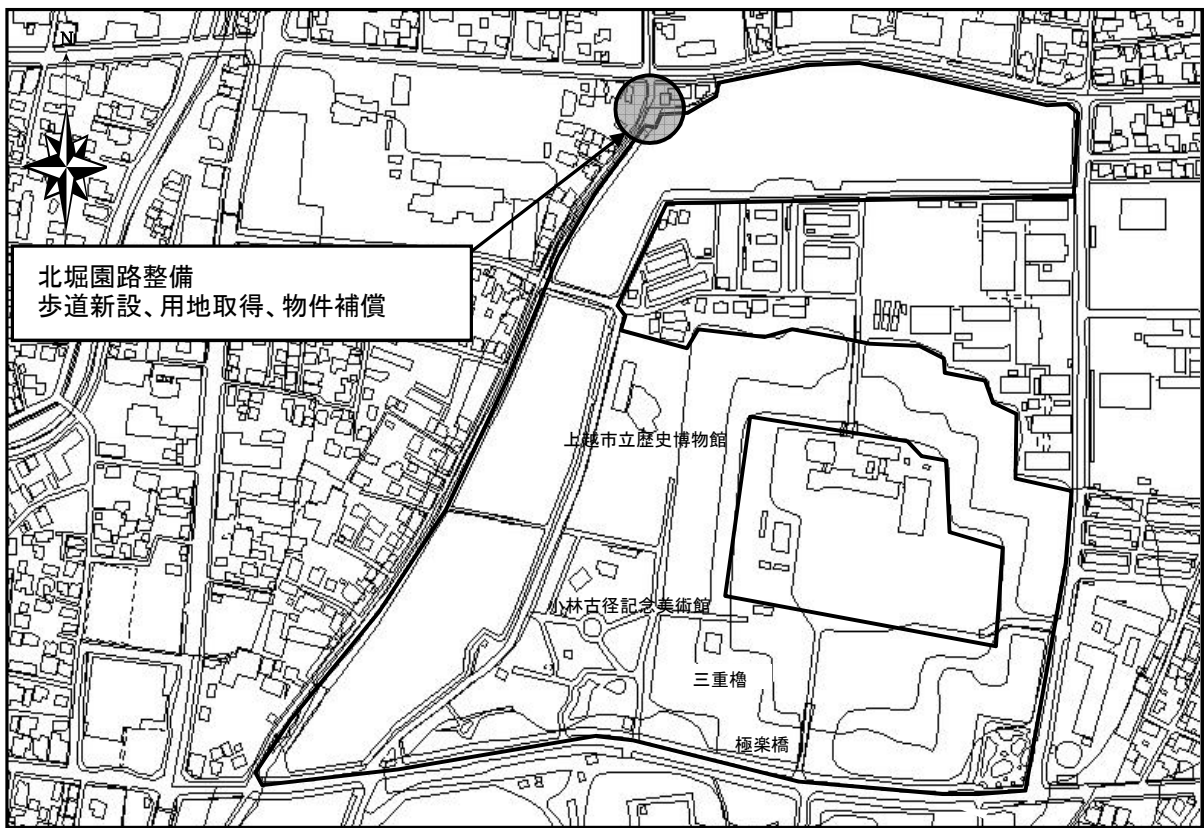 N
北堀園路整備
歩道新設、用地取得、物件補償
上越市立歴史博物館
小林古径記念美術館
三重櫓
極楽橋